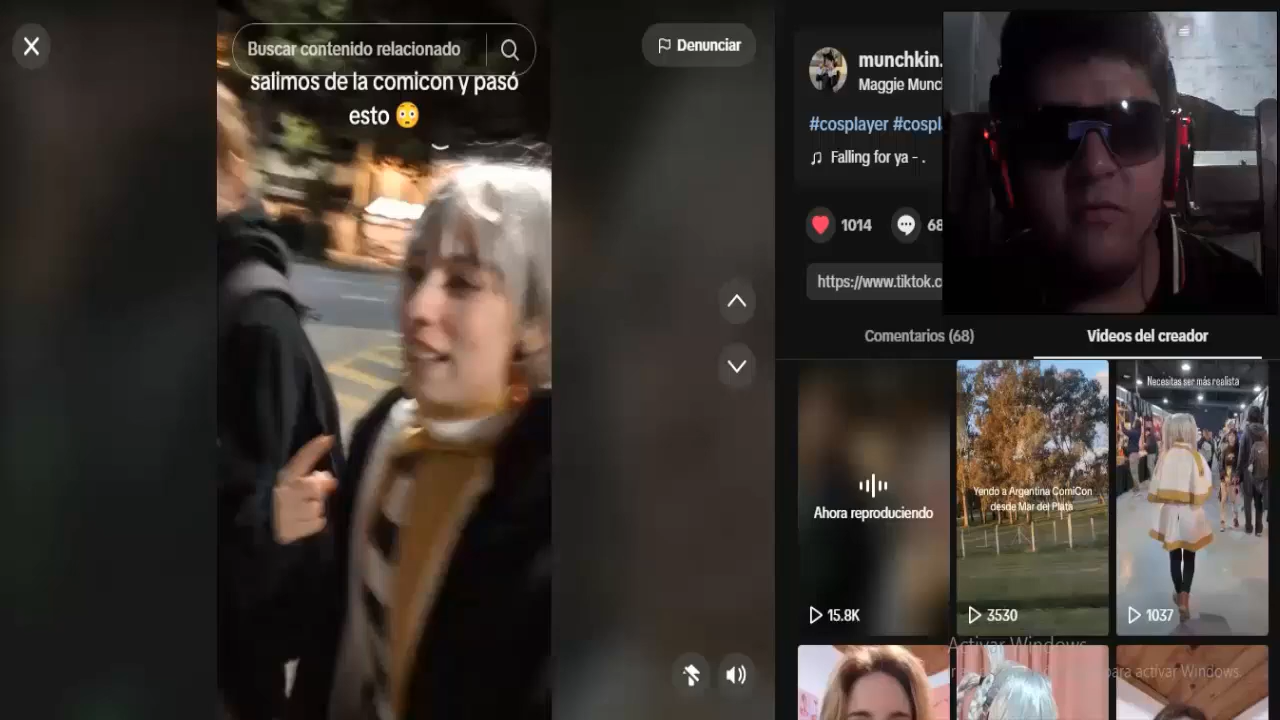 Buscar contenido relacionado
Denunciar
salimos de la comicon y pasó
esto 😳
munchkin.
Maggie Munc
#cosplayer #cospl
Falling for ya - .
1014
68
https://www.tiktok.c
Comentarios (68)
Videos del creador
Ahora reproduciendo
15.8K
Yendo a Argentina ComiCon
desde Mar del Plata
3530
Necesitas ser más realista
1037
Activar Windows
para activar Windows.